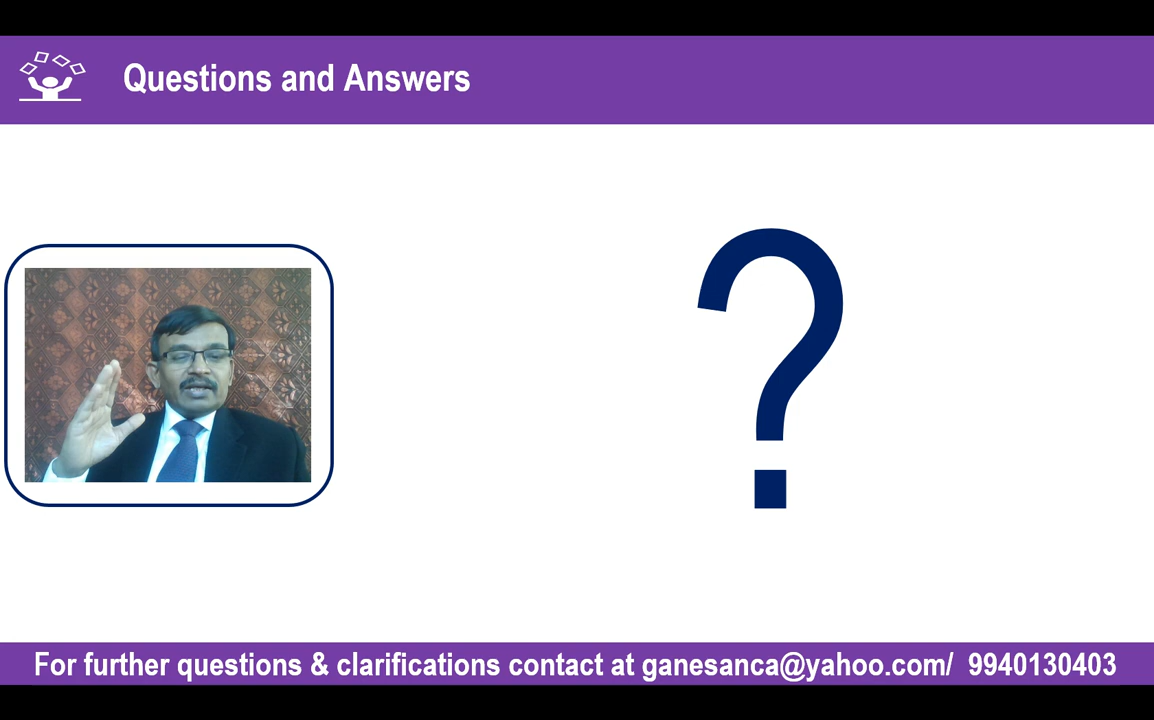 Questions and Answers
?
For further questions & clarifications contact at ganesanca@yahoo.com/ 9940130403